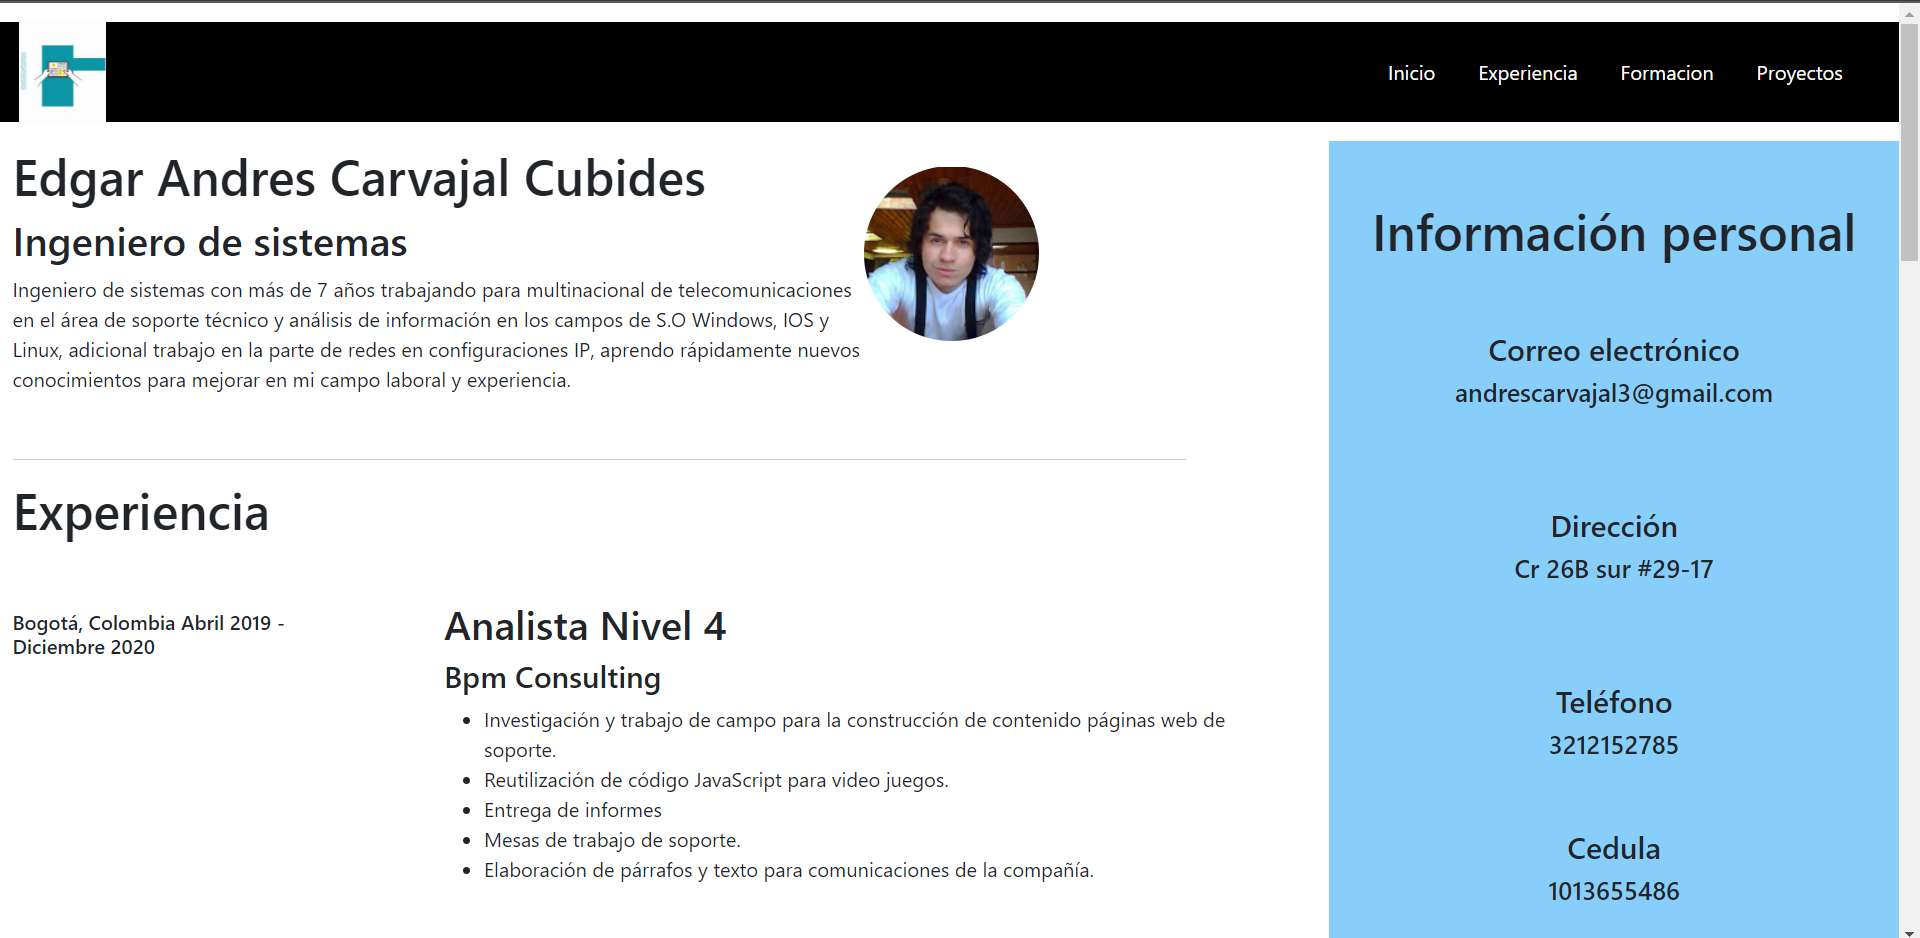 Inicio
Experiencia
Formacion
Proyectos
Edgar Andres Carvajal Cubides
Ingeniero de sistemas
Ingeniero de sistemas con más de 7 años trabajando para multinacional de telecomunicaciones
en el área de soporte técnico y análisis de información en los campos de S.O Windows, IOS y
Linux, adicional trabajo en la parte de redes en configuraciones IP, aprendo rápidamente nuevos
conocimientos para mejorar en mi campo laboral y experiencia.
Experiencia
Bogotá, Colombia Abril 2019 -
Diciembre 2020
Analista Nivel 4
Bpm Consulting
Investigación y trabajo de campo para la construcción de contenido páginas web de
soporte.
Reutilización de código JavaScript para video juegos.
Entrega de informes
Mesas de trabajo de soporte.
Elaboración de párrafos y texto para comunicaciones de la compañía.
Información personal
Correo electrónico
andrescarvajal3@gmail.com
Dirección
Cr 26B sur #29-17
Teléfono
3212152785
Cedula
1013655486